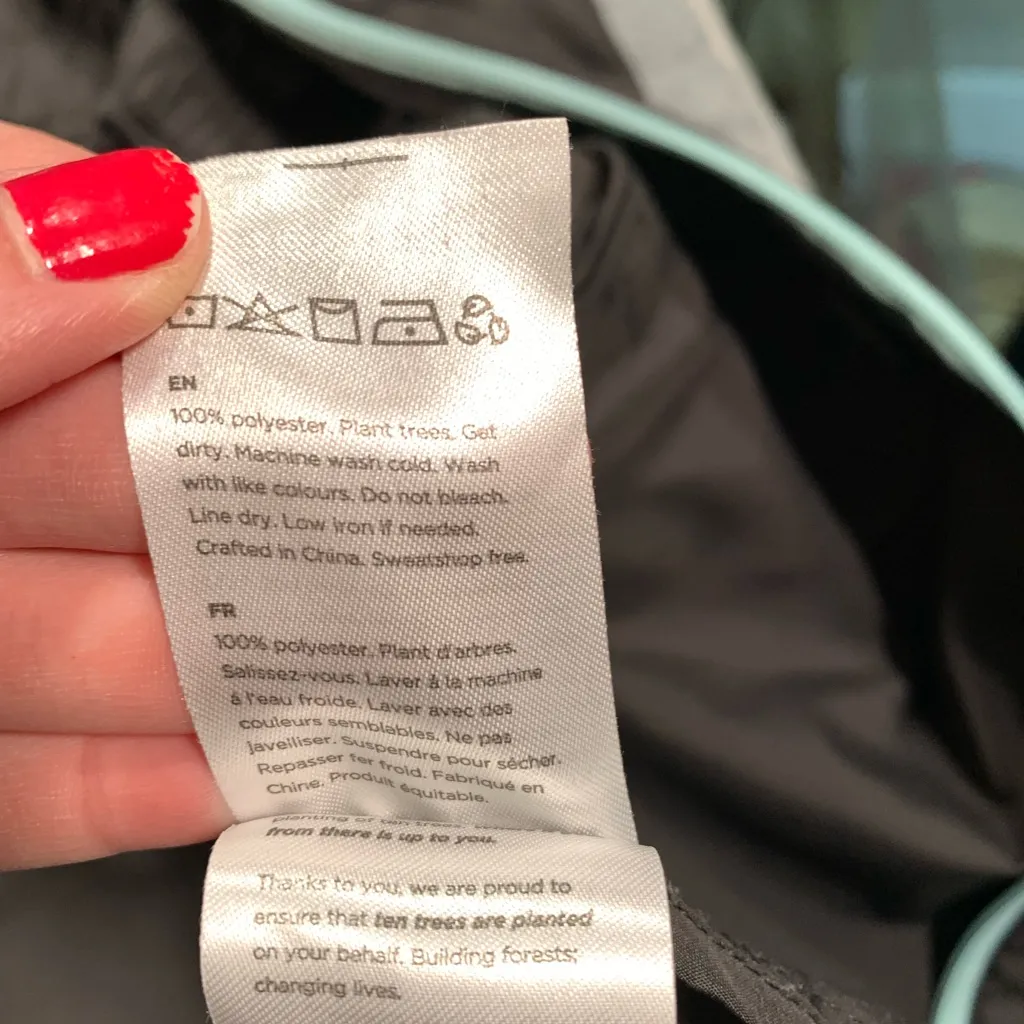 EN
100% polyester. Plant trees. Get
dirty. Machine wash cold. Wash
with like colours. Do not bleach.
Line dry. Low iron if needed.
Crafted in China. Sweatshop free.
FR
100% polyester. Plant d'arbres.
Salissez-vous. Laver à la machine
à l'eau froide. Laver avec des
couleurs semblables. Ne pas
javelliser. Suspendre pour sécher.
Repasser fer froid. Fabriqué en
Chine. Produit équitable.
planting of ten trees
from there is up to you.
Thanks to you, we are proud to
ensure that ten trees are planted
on your behalf. Building forests;
changing lives.